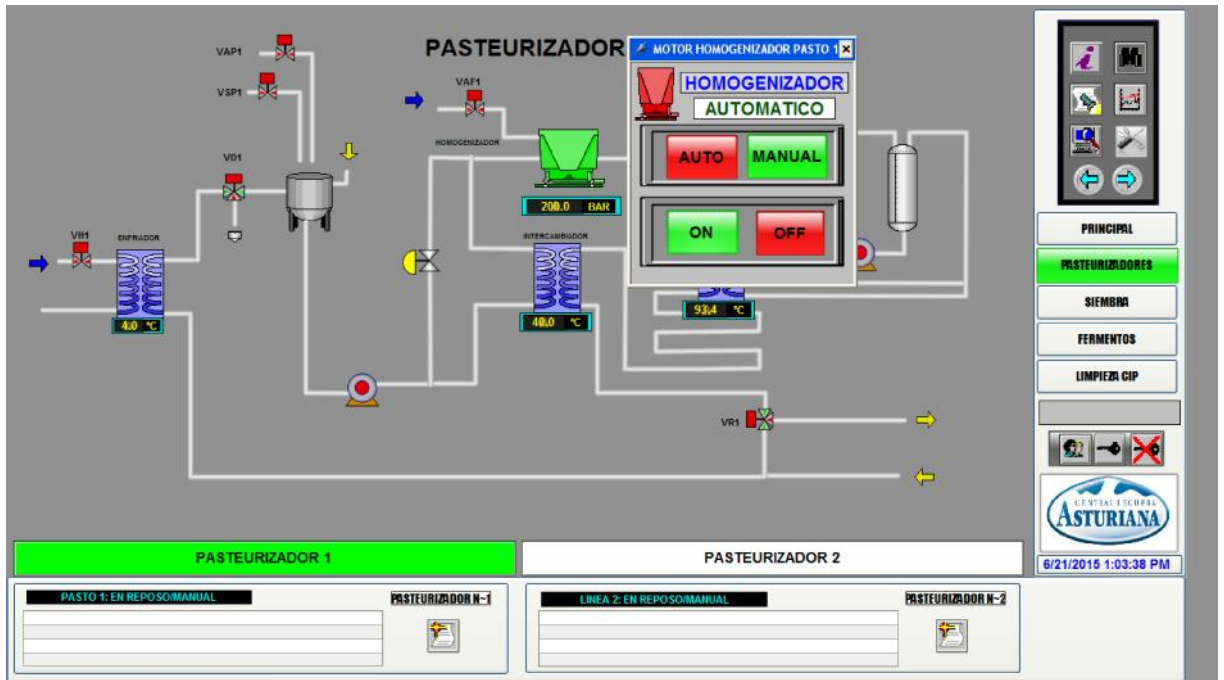 PASTEURIZADOR
MOTOR HOMOGENIZADOR PASTO 1
HOMOGENIZADOR
AUTOMATICO
AUTO
MANUAL
ON
OFF
VAP1
VSP1
VAF1
HOMOGENIZADOR
VD1
200.0 BAR
VH1
ENFRIADOR
INTERCAMBIADOR
4.0 °C
40.0 °C
93.4 °C
VR1
PRINCIPAL
PASTEURIZADORES
SIEMBRA
FERMENTOS
LIMPIEZA CIP
CENTRAL LECHERA
ASTURIANA
6/21/2015 1:03:38 PM
PASTEURIZADOR 1
PASTEURIZADOR 2
PASTO 1: EN REPOSO/MANUAL
PASTEURIZADOR N~1
LINEA 2: EN REPOSO/MANUAL
PASTEURIZADOR N~2